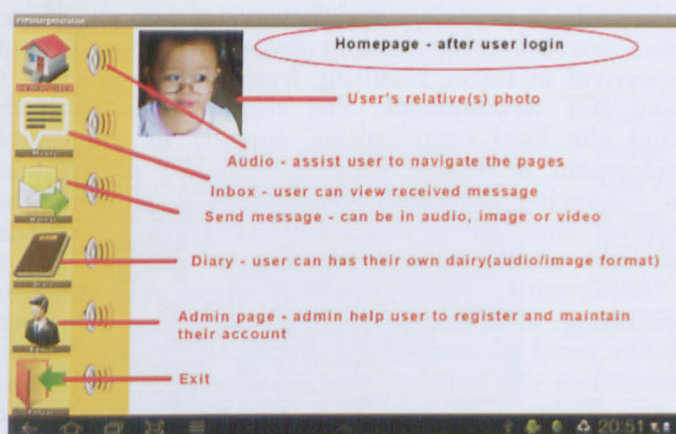 Homepage - after user login
User's relative(s) photo
Audio - assist user to navigate the pages
Inbox - user can view received message
Send message - can be in audio, image or video
Diary - user can has their own dairy(audio/image format)
Admin page - admin help user to register and maintain
their account
Exit
20:51